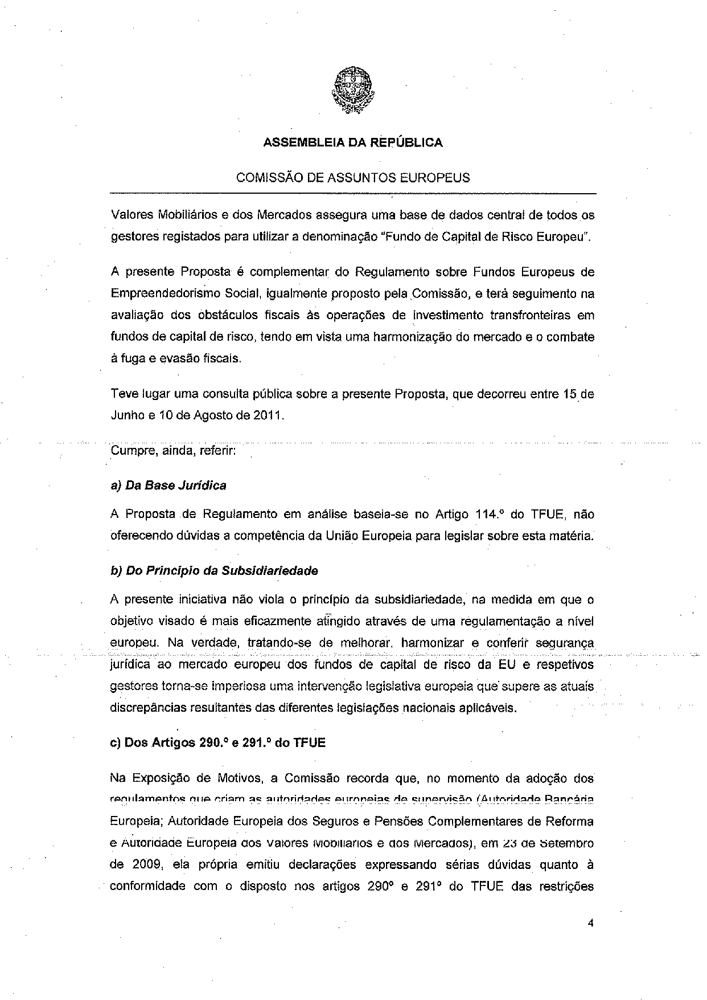 ASSEMBLEIA DA REPÚBLICA
COMISSÃO DE ASSUNTOS EUROPEUS
Valores Mobiliários e dos Mercados assegura uma base de dados central de todos os
gestores registados para utilizar a denominação “Fundo de Capital de Risco Europeu”.
A presente Proposta é complementar do Regulamento sobre Fundos Europeus de
Empreendedorismo Social, igualmente proposto pela Comissão, e terá seguimento na
avaliação dos obstáculos fiscais às operações de investimento transfronteiras em
fundos de capital de risco, tendo em vista uma harmonização do mercado e o combate
à fuga e evasão fiscais.
Teve lugar uma consulta pública sobre a presente Proposta, que decorreu entre 15 de
Junho e 10 de Agosto de 2011.
Cumpre, ainda, referir:
a) Da Base Jurídica
A Proposta de Regulamento em análise baseia-se no Artigo 114.º do TFUE, não
oferecendo dúvidas a competência da União Europeia para legislar sobre esta matéria.
b) Do Princípio da Subsidiariedade
A presente iniciativa não viola o princípio da subsidiariedade, na medida em que o
objetivo visado é mais eficazmente atingido através de uma regulamentação a nível
europeu. Na verdade, tratando-se de melhorar, harmonizar e conferir segurança
jurídica ao mercado europeu dos fundos de capital de risco da EU e respetivos
gestores torna-se imperiosa uma intervenção legislativa europeia que supere as atuais
discrepâncias resultantes das diferentes legislações nacionais aplicáveis.
c) Dos Artigos 290.º e 291.º do TFUE
Na Exposição de Motivos, a Comissão recorda que, no momento da adoção dos
regulamentos que criam as autoridades europeias de supervisão (Autoridade Bancária
Europeia; Autoridade Europeia dos Seguros e Pensões Complementares de Reforma
e Autoridade Europeia dos Valores Mobiliários e dos Mercados), em 23 de Setembro
de 2009, ela própria emitiu declarações expressando sérias dúvidas quanto à
conformidade com o disposto nos artigos 290º e 291º do TFUE das restrições
4